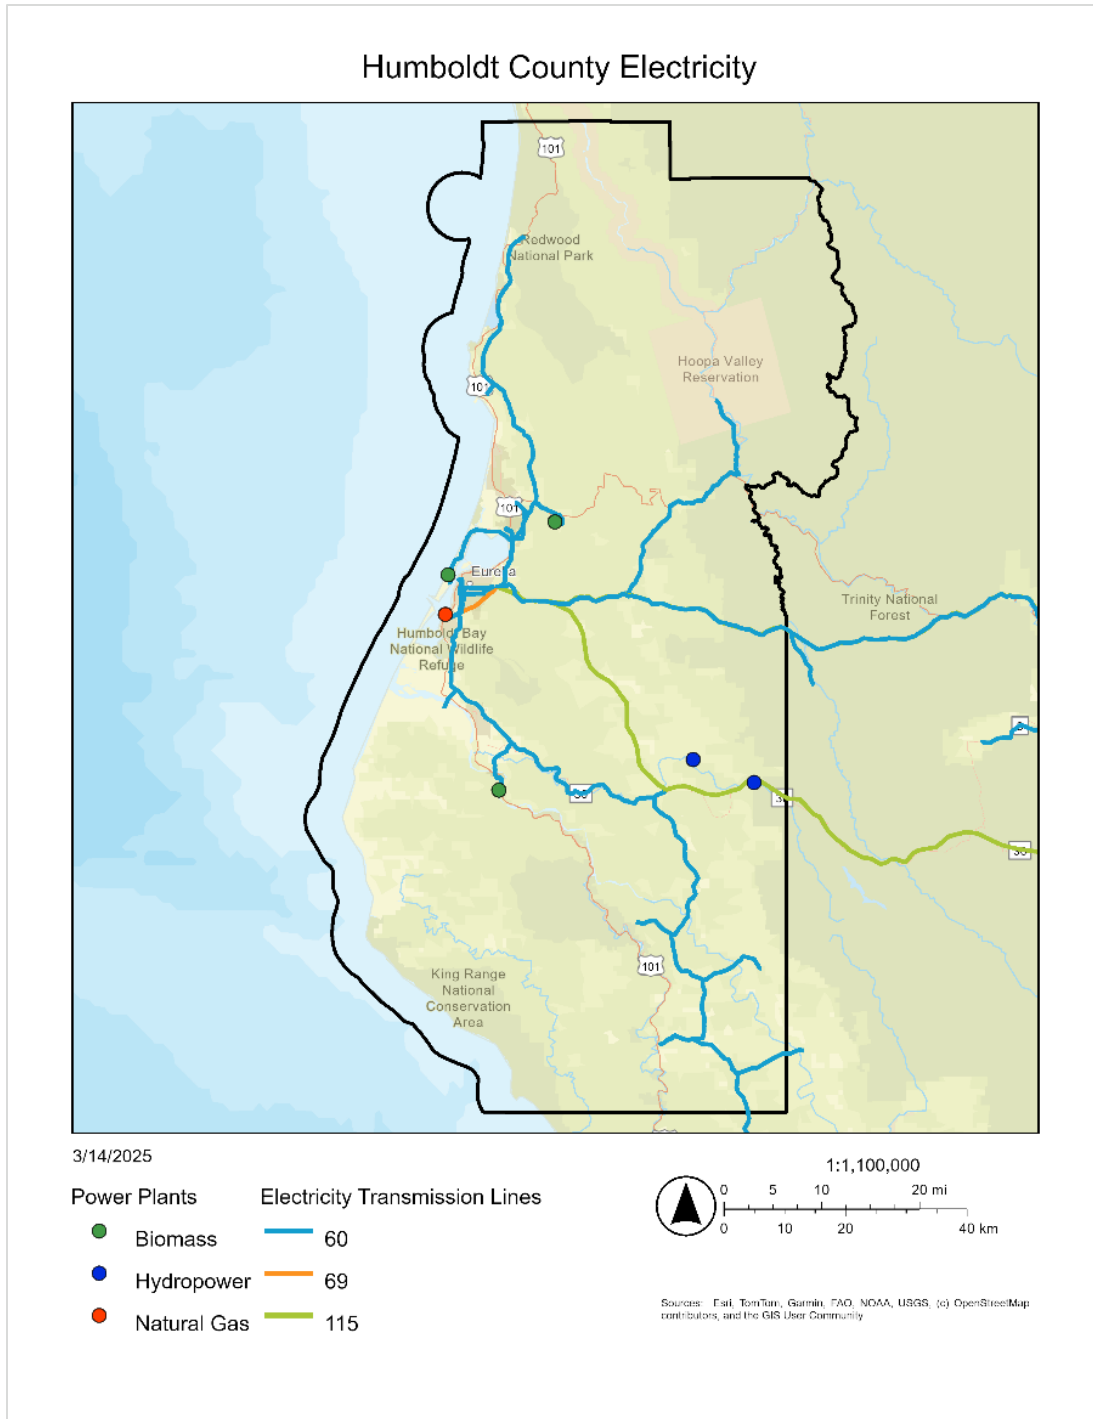 Humboldt County Electricity
101
Redwood
National Park
Hoopa Valley
Reservation
101
101
Eureka
Trinity National
Forest
Humboldt Bay
National Wildlife
Refuge
3
36
36
King Range
National
Conservation
Area
101
3/14/2025
1:1,100,000
Power Plants
Electricity Transmission Lines
0 5 10 20 mi
0 10 20 40 km
Biomass
60
Hydropower
69
Natural Gas
115
Sources: Esri, TomTom, Garmin, FAO, NOAA, USGS, (c) OpenStreetMap
contributors, and the GIS User Community